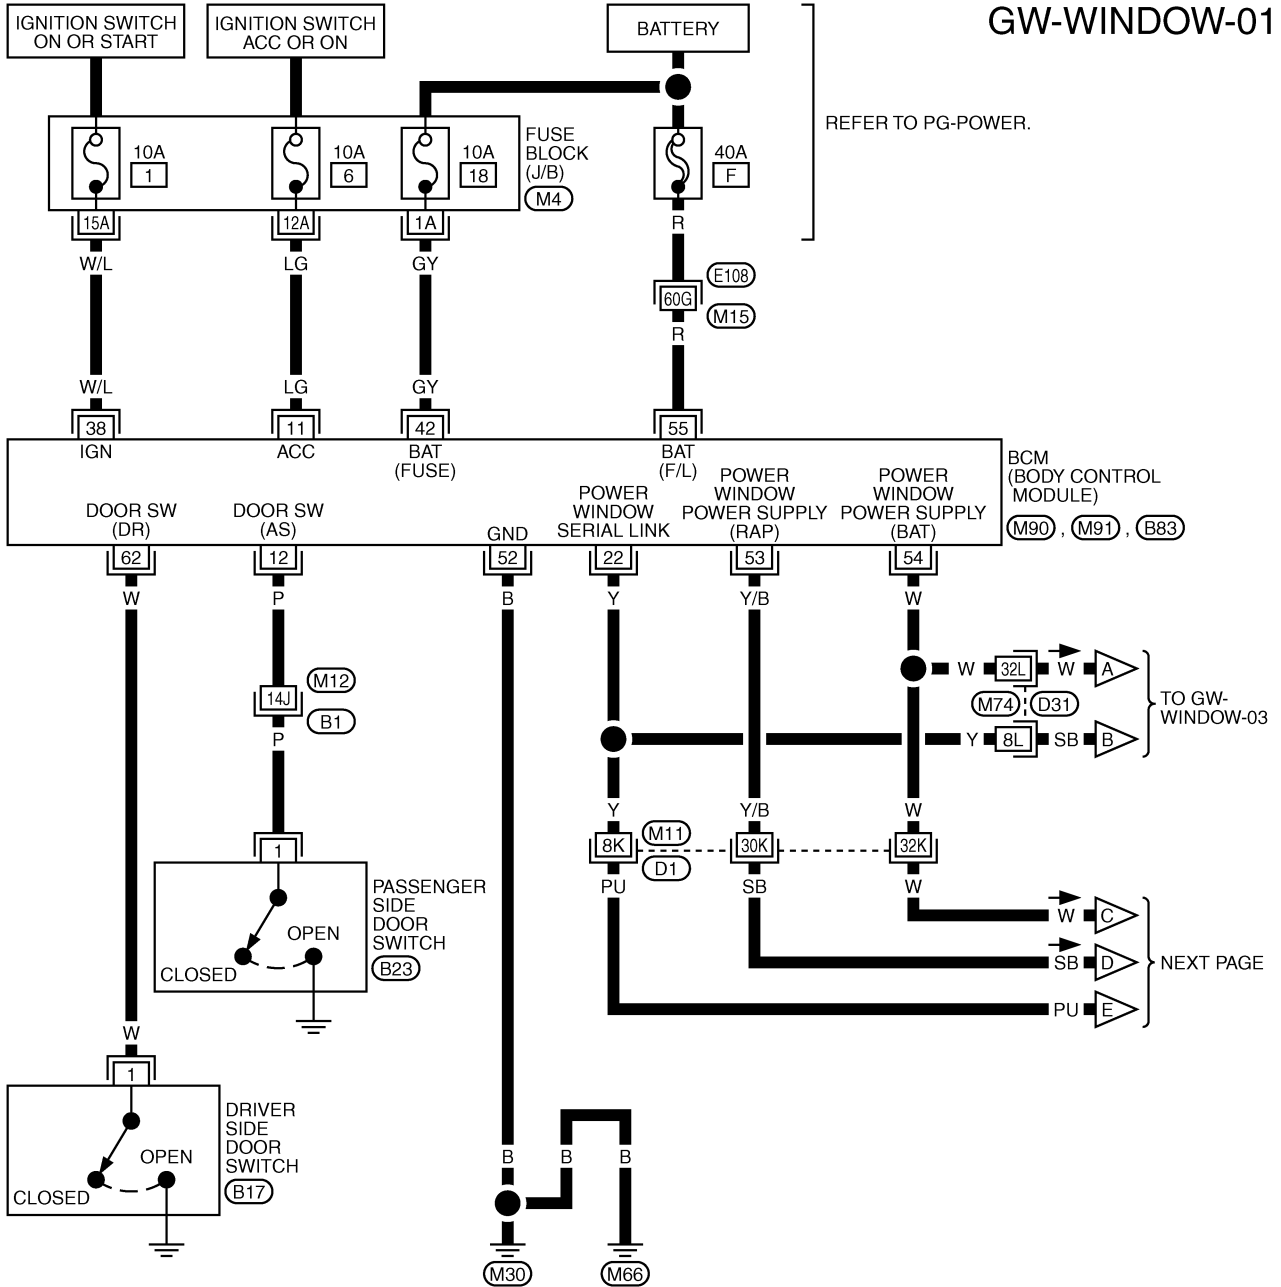 GW-WINDOW-01
IGNITION SWITCH
ON OR START
IGNITION SWITCH
ACC OR ON
BATTERY
REFER TO PG-POWER.
10A
1
10A
6
10A
18
FUSE
BLOCK
(J/B)
M4
40A
F
15A
12A
1A
R
W/L
LG
GY
E108
60G
M15
R
W/L
LG
GY
38
11
42
55
IGN
ACC
BAT
(FUSE)
BAT
(F/L)
BCM
(BODY CONTROL
MODULE)
M90 , M91 , B83
DOOR SW
(DR)
DOOR SW
(AS)
GND
POWER
WINDOW
SERIAL LINK
POWER
WINDOW
POWER SUPPLY
(RAP)
POWER
WINDOW
POWER SUPPLY
(BAT)
62
12
52
22
53
54
W
P
B
Y
Y/B
W
W
32L
W
A
M74
D31
TO GW-
WINDOW-03
Y
8L
SB
B
M12
14J
B1
P
Y
Y/B
W
8K
M11
D1
30K
32K
PU
SB
W
W
C
SB
D
NEXT PAGE
PU
E
1
PASSENGER
SIDE
DOOR
SWITCH
B23
OPEN
CLOSED
W
1
DRIVER
SIDE
DOOR
SWITCH
B17
OPEN
CLOSED
B
B
B
M30
M66